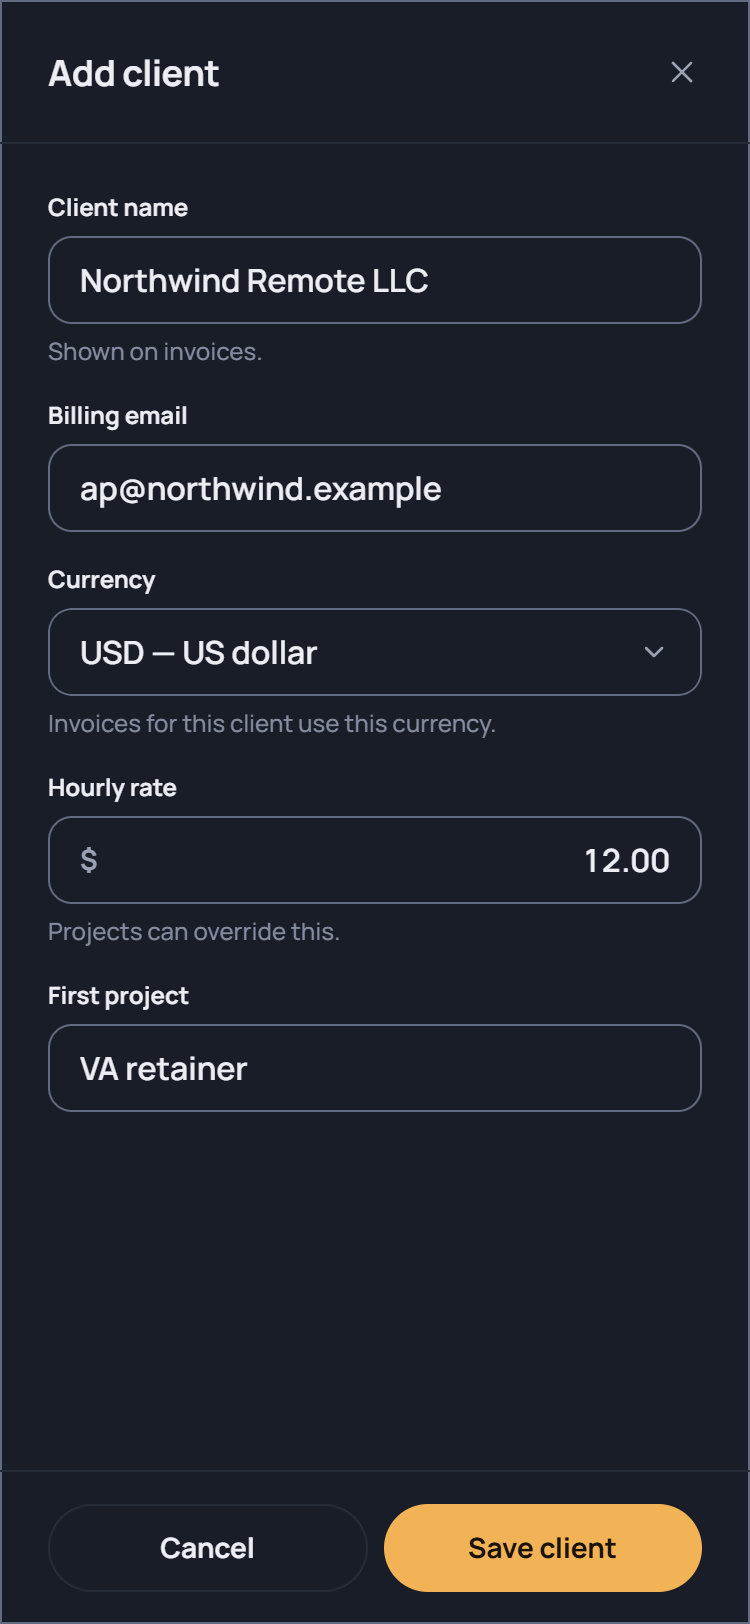 Add client
Client name
Northwind Remote LLC
Shown on invoices.
Billing email
ap@northwind.example
Currency
USD — US dollar
Invoices for this client use this currency.
Hourly rate
$ 12.00
Projects can override this.
First project
VA retainer
Cancel Save client